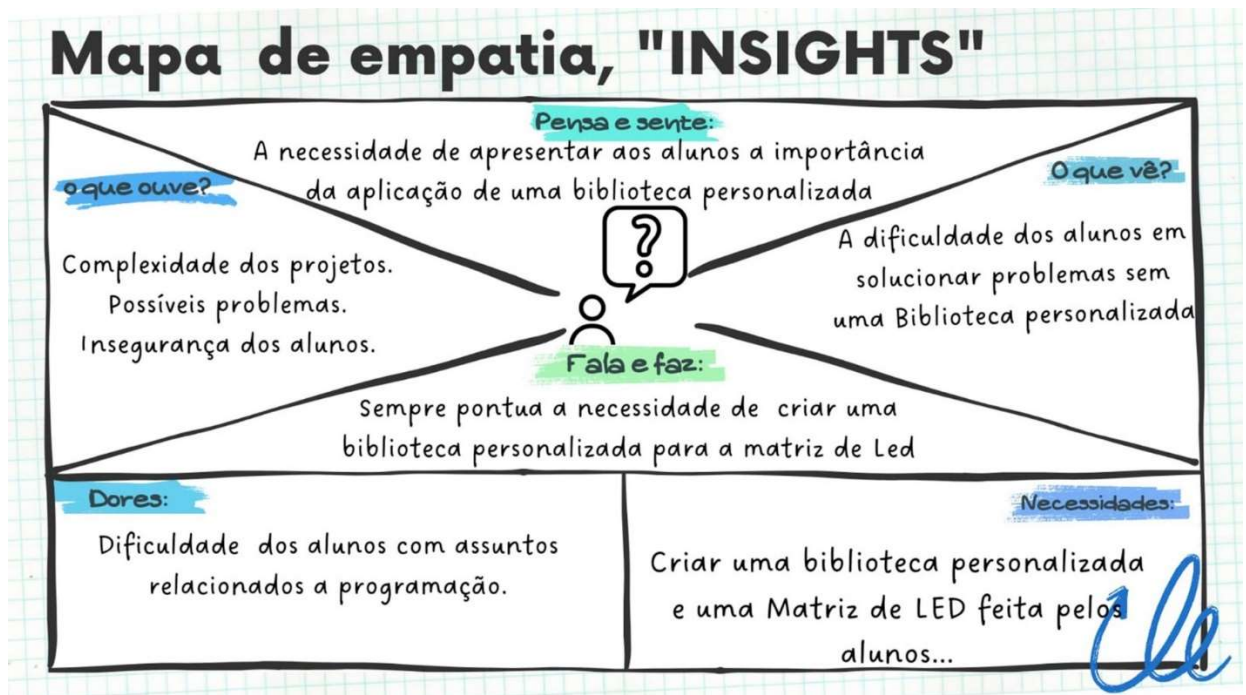 Mapa de empatia, "INSIGHTS"
Pensa e sente:
A necessidade de apresentar aos alunos a importância
da aplicação de uma biblioteca personalizada
o que ouve?
Complexidade dos projetos.
Possíveis problemas.
Insegurança dos alunos.
?
O que vê?
A dificuldade dos alunos em
solucionar problemas sem
uma Biblioteca personalizada
Fala e faz:
Sempre pontua a necessidade de criar uma
biblioteca personalizada para a matriz de Led
Dores:
Dificuldade dos alunos com assuntos
relacionados a programação.
Necessidades:
Criar uma biblioteca personalizada
e uma Matriz de LED feita pelos
alunos...